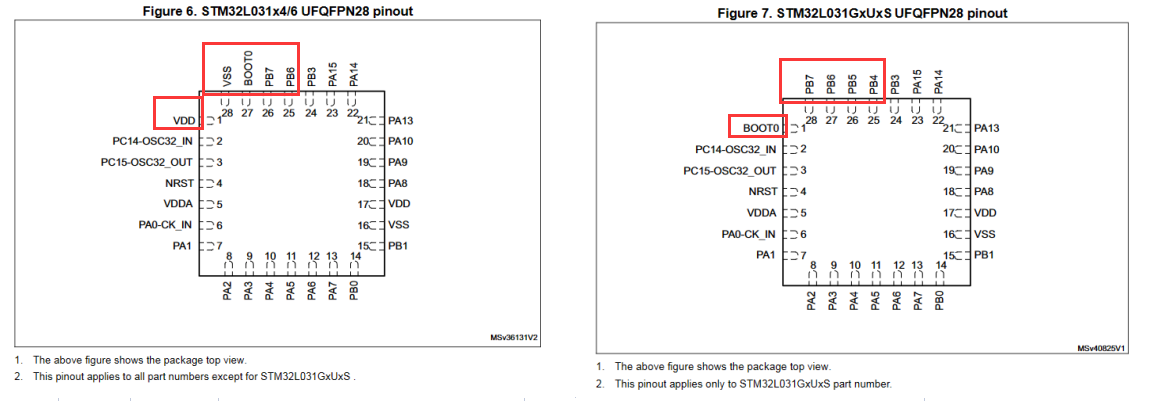 Figure 6. STM32L031x4/6 UFQFPN28 pinout
VSS
BOOT0
PB7
PB6
PB3
PA15
PA14
28 27 26 25 24 23 22
VDD 1
PC14-OSC32_IN 2
PC15-OSC32_OUT 3
NRST 4
VDDA 5
PA0-CK_IN 6
PA1 7
21 PA13
20 PA10
19 PA9
18 PA8
17 VDD
16 VSS
15 PB1
8 9 10 11 12 13 14
PA2
PA3
PA4
PA5
PA6
PA7
PB0
MSv36131V2
1. The above figure shows the package top view.
2. This pinout applies to all part numbers except for STM32L031GxUxS .
Figure 7. STM32L031GxUxS UFQFPN28 pinout
PB7
PB6
PB5
PB4
PB3
PA15
PA14
28 27 26 25 24 23 22
BOOT0 1
PC14-OSC32_IN 2
PC15-OSC32_OUT 3
NRST 4
VDDA 5
PA0-CK_IN 6
PA1 7
21 PA13
20 PA10
19 PA9
18 PA8
17 VDD
16 VSS
15 PB1
8 9 10 11 12 13 14
PA2
PA3
PA4
PA5
PA6
PA7
PB0
MSv40825V1
1. The above figure shows the package top view.
2. This pinout applies only to STM32L031GxUxS part number.